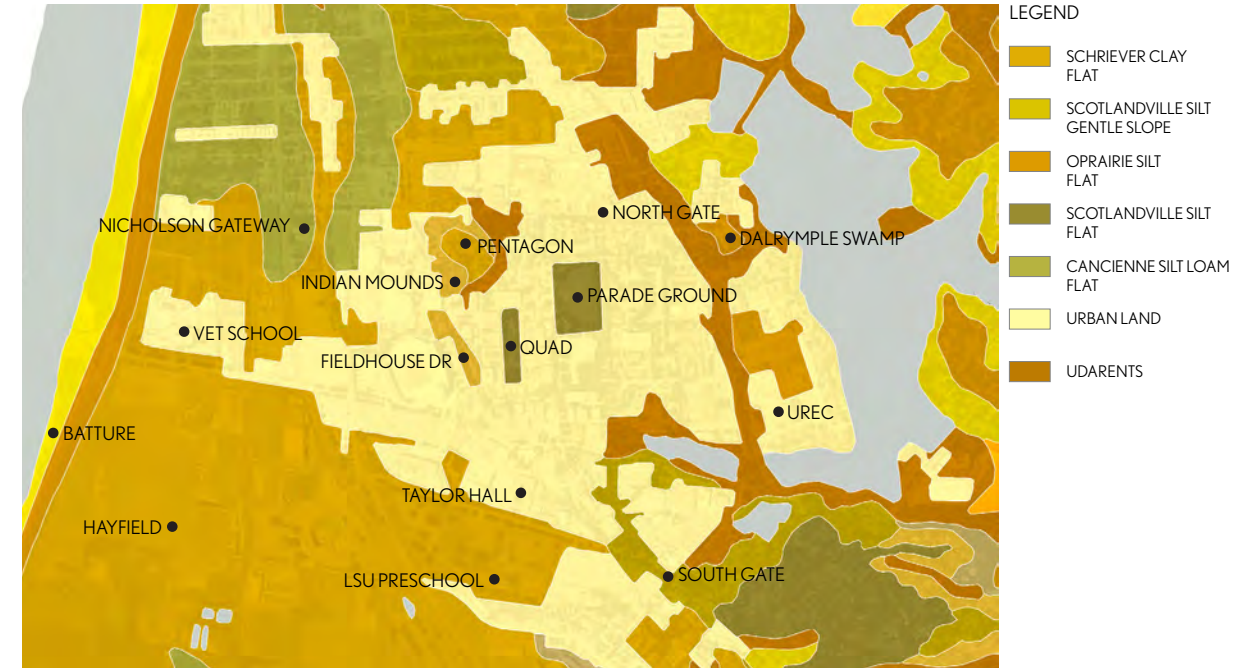 LEGEND
SCHRIEVER CLAY
FLAT
SCOTLANDVILLE SILT
GENTLE SLOPE
OPRAIRIE SILT
FLAT
SCOTLANDVILLE SILT
FLAT
CANCIENNE SILT LOAM
FLAT
URBAN LAND
UDARENTS
NORTH GATE
NICHOLSON GATEWAY
DALRYMPLE SWAMP
PENTAGON
INDIAN MOUNDS
PARADE GROUND
VET SCHOOL
QUAD
FIELDHOUSE DR
UREC
BATTURE
TAYLOR HALL
HAYFIELD
LSU PRESCHOOL
SOUTH GATE